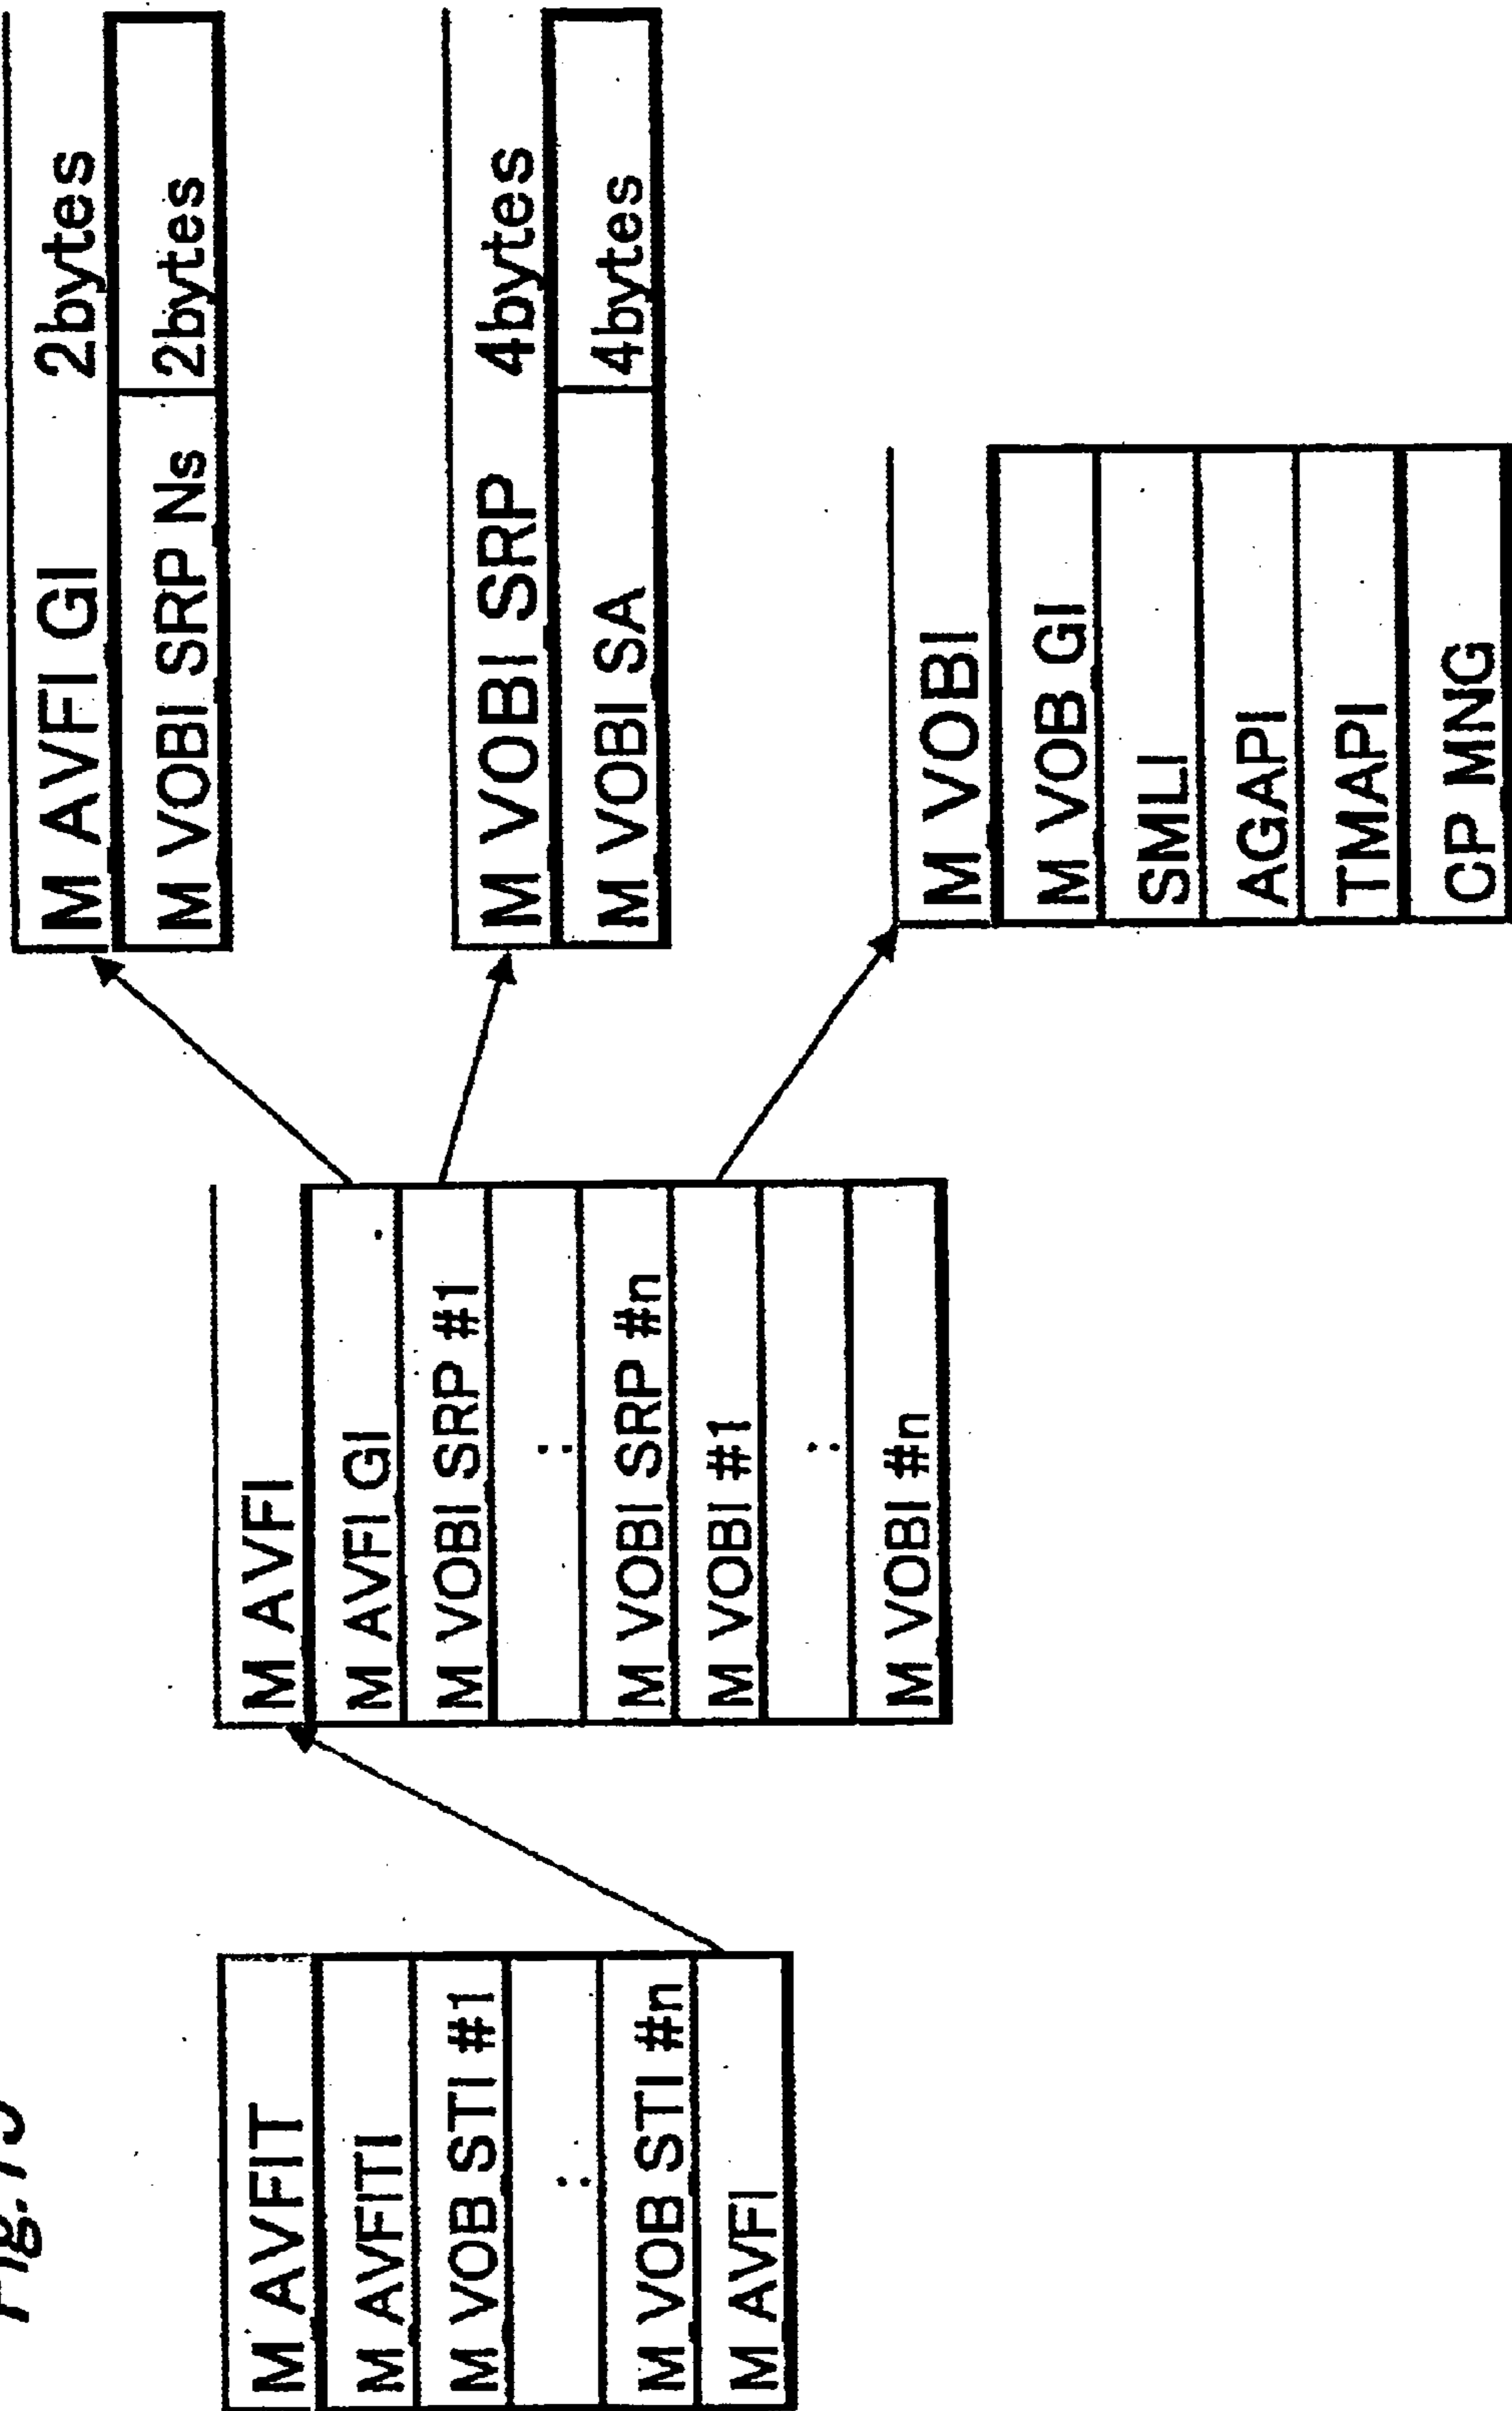 Fig. 15
M AVFIT
M AVFITI
M VOB STI #1
:
M VOB STI #n
M AVFI
M AVFI
M AVFI GI
M VOBI SRP #1
:
M VOBI SRP #n
M VOBI #1
:
M VOBI #n
M AVFI GI 2bytes
M VOBI SRP Ns 2bytes
M VOBI SRP 4bytes
M VOBI SA 4bytes
M VOBI
M VOB GI
SMLI
AGAPI
TMAPI
CP MNG